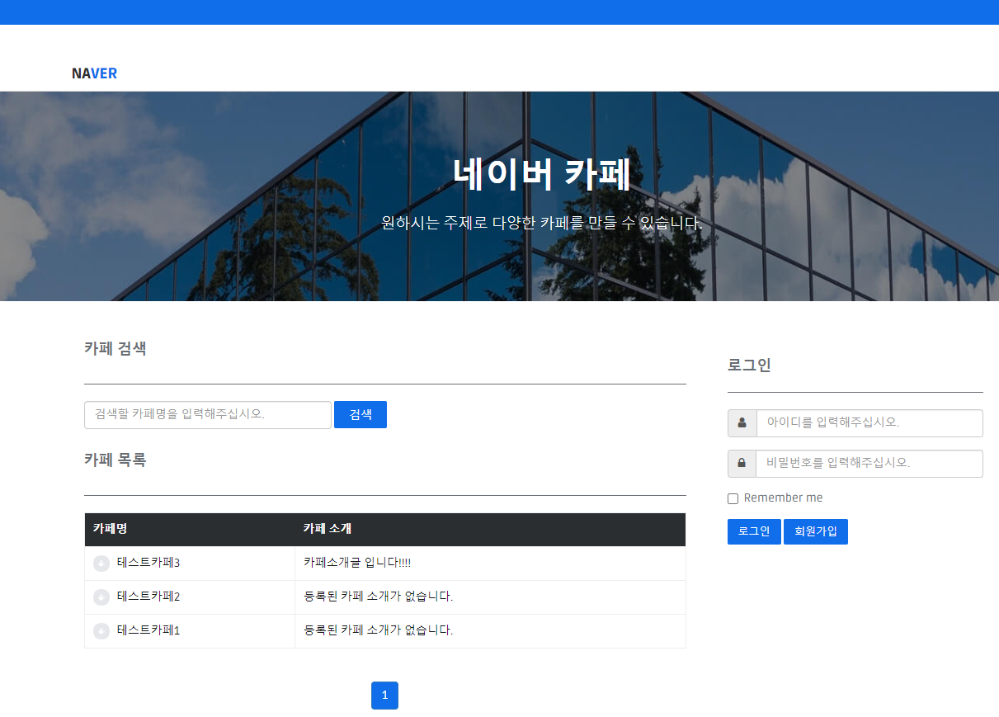 NAVER
네이버 카페
원하시는 주제로 다양한 카페를 만들 수 있습니다.
카페 검색
검색할 카페명을 입력해주십시오.
검색
카페 목록
카페명 카페 소개
테스트카페3 카페소개글 입니다!!!!
테스트카페2 등록된 카페 소개가 없습니다.
테스트카페1 등록된 카페 소개가 없습니다.
1
로그인
아이디를 입력해주십시오.
비밀번호를 입력해주십시오.
Remember me
로그인 회원가입